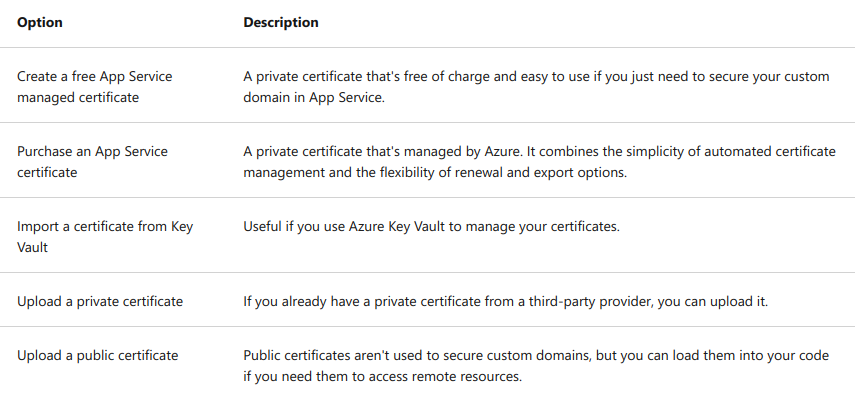 Option Description
Create a free App Service A private certificate that's free of charge and easy to use if you just need to secure your custom
managed certificate domain in App Service.
Purchase an App Service A private certificate that's managed by Azure. It combines the simplicity of automated certificate
certificate management and the flexibility of renewal and export options.
Import a certificate from Key Useful if you use Azure Key Vault to manage your certificates.
Vault
Upload a private certificate If you already have a private certificate from a third-party provider, you can upload it.
Upload a public certificate Public certificates aren't used to secure custom domains, but you can load them into your code
if you need them to access remote resources.